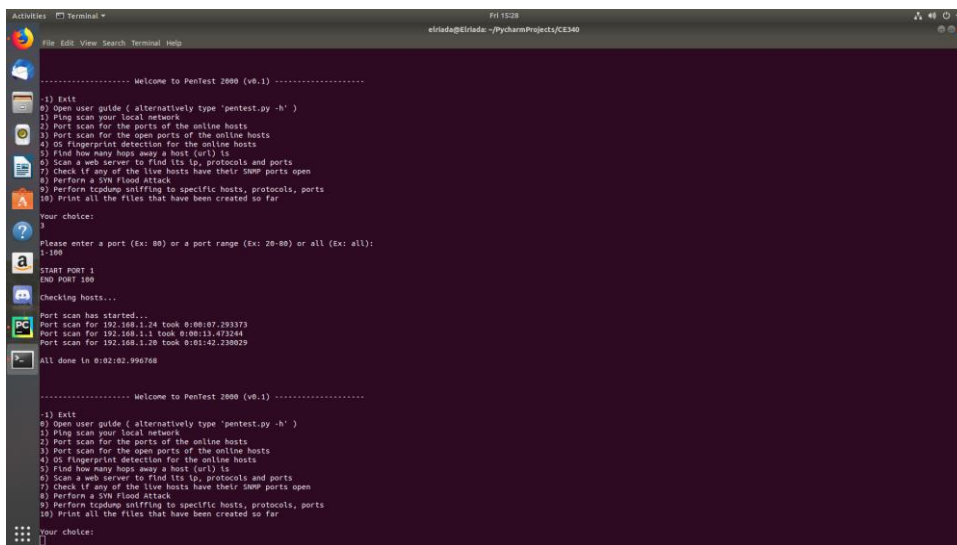 Activities Terminal Fri 15:28
elriada@Elriada: ~/PycharmProjects/CE340
File Edit View Search Terminal Help
------------------- Welcome to PenTest 2000 (v0.1) -------------------
-1) Exit
0) Open user guide ( alternatively type 'pentest.py -h' )
1) Ping scan your local network
2) Port scan for the ports of the online hosts
3) Port scan for the open ports of the online hosts
4) OS fingerprint detection for the online hosts
5) Find how many hops away a host (url) is
6) Scan a web server to find its ip, protocols and ports
7) Check if any of the live hosts have their SNMP ports open
8) Perform a SYN Flood Attack
9) Perform tcpdump sniffing to specific hosts, protocols, ports
10) Print all the files that have been created so far
Your choice:
3
Please enter a port (Ex: 80) or a port range (Ex: 20-80) or all (Ex: all):
1-100
START PORT 1
END PORT 100
Checking hosts...
Port scan has started...
Port scan for 192.168.1.24 took 0:00:07.293373
Port scan for 192.168.1.1 took 0:00:13.473244
Port scan for 192.168.1.20 took 0:01:42.230029
All done in 0:02:02.996768
------------------- Welcome to PenTest 2000 (v0.1) -------------------
-1) Exit
0) Open user guide ( alternatively type 'pentest.py -h' )
1) Ping scan your local network
2) Port scan for the ports of the online hosts
3) Port scan for the open ports of the online hosts
4) OS fingerprint detection for the online hosts
5) Find how many hops away a host (url) is
6) Scan a web server to find its ip, protocols and ports
7) Check if any of the live hosts have their SNMP ports open
8) Perform a SYN Flood Attack
9) Perform tcpdump sniffing to specific hosts, protocols, ports
10) Print all the files that have been created so far
Your choice: